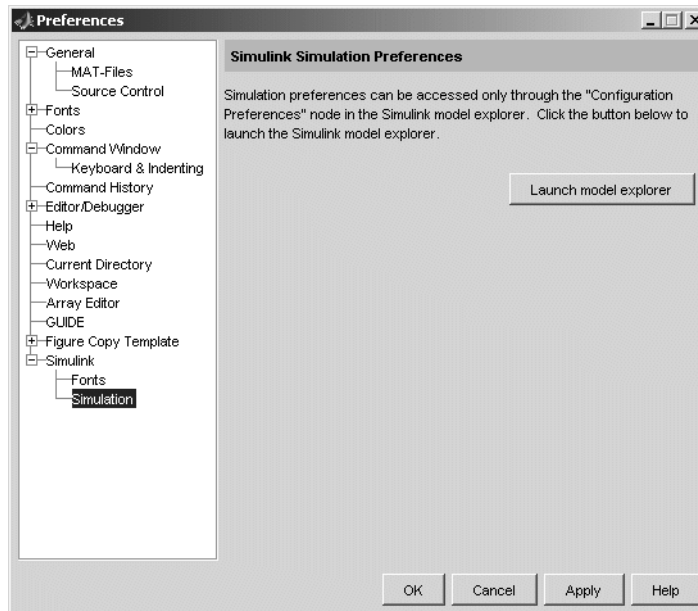 Preferences
General
MAT-Files
Source Control
Fonts
Colors
Command Window
Keyboard & Indenting
Command History
Editor/Debugger
Help
Web
Current Directory
Workspace
Array Editor
GUIDE
Figure Copy Template
Simulink
Fonts
Simulation
Simulink Simulation Preferences
Simulation preferences can be accessed only through the "Configuration
Preferences" node in the Simulink model explorer. Click the button below to
launch the Simulink model explorer.
Launch model explorer
OK
Cancel
Apply
Help